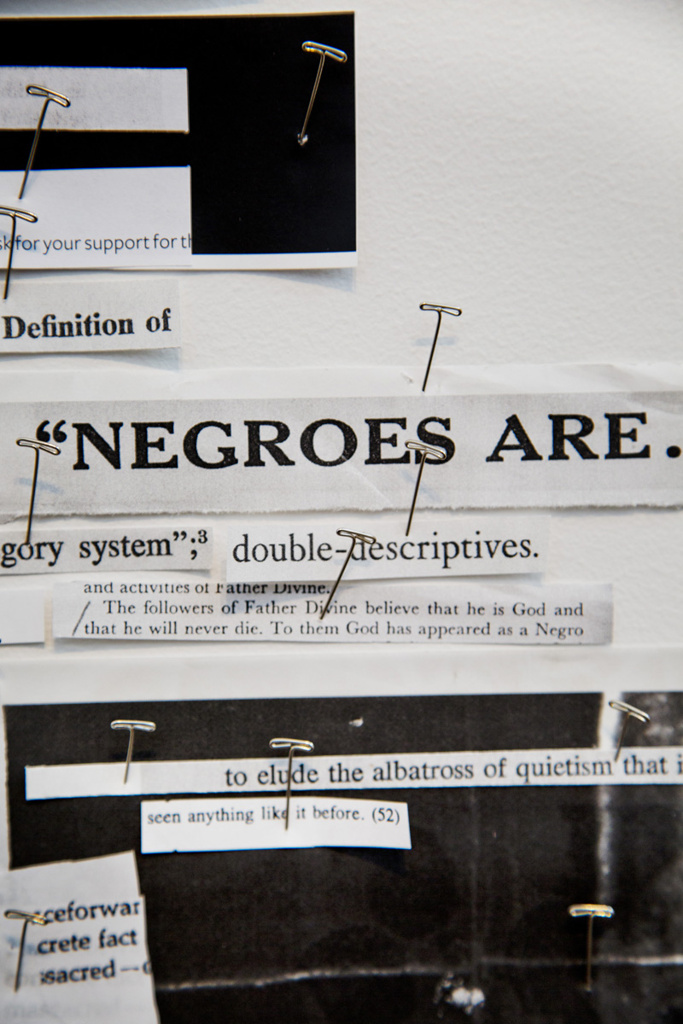 k for your support for th
Definition of
“NEGROES ARE.
gory system”;3
double-descriptives.
and activities of Father Divine.
The followers of Father Divine believe that he is God and
that he will never die. To them God has appeared as a Negro
to elude the albatross of quietism that i
seen anything like it before. (52)
ceforwar
crete fact
sacred —